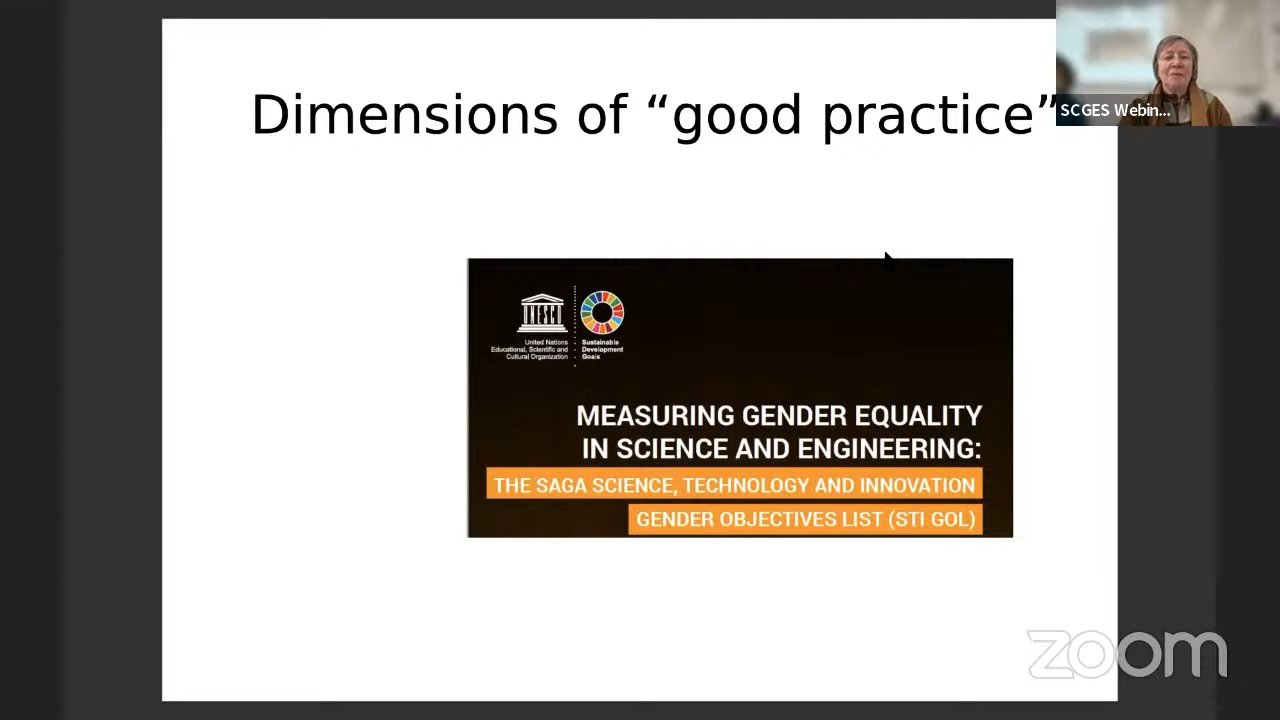 Dimensions of “good practice”
SCGES Webin...
UNESCO
United Nations
Educational, Scientific and
Cultural Organization
Sustainable
Development
Goals
MEASURING GENDER EQUALITY
IN SCIENCE AND ENGINEERING:
THE SAGA SCIENCE, TECHNOLOGY AND INNOVATION
GENDER OBJECTIVES LIST (STI GOL)
zoom